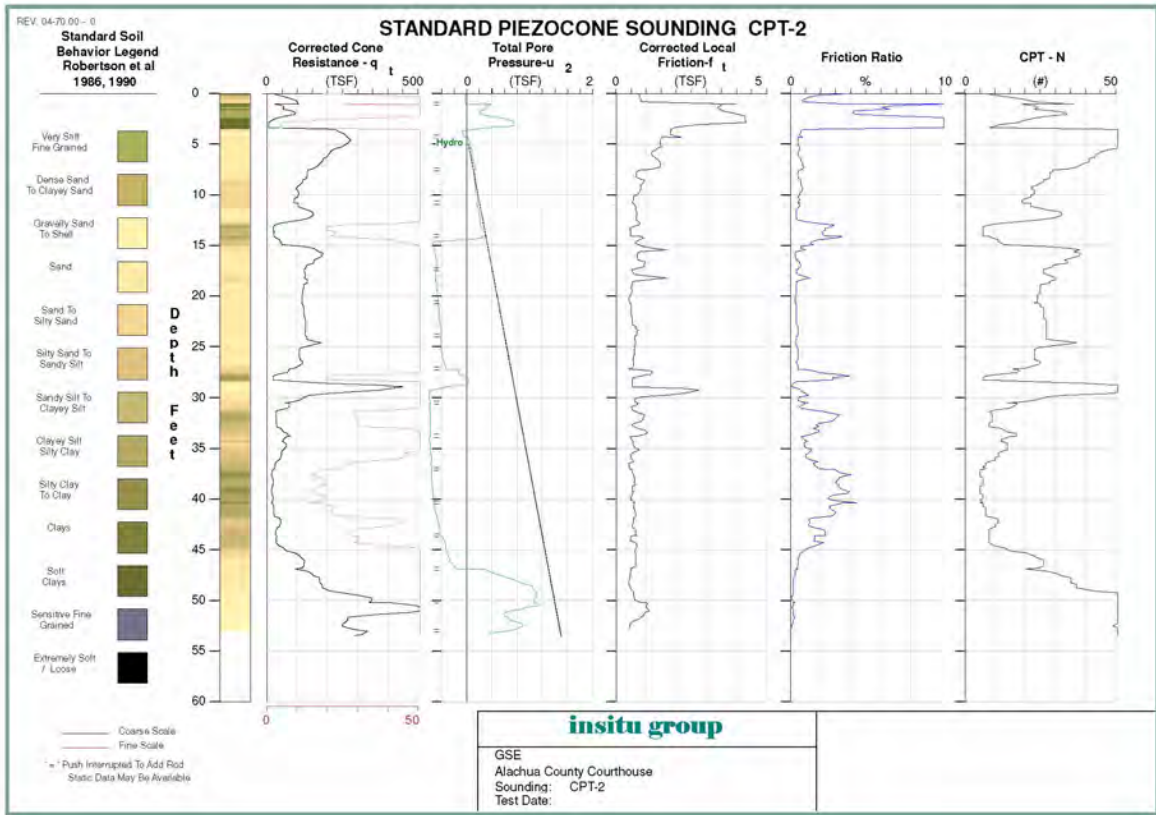 REV. 04-70.00 - 0
STANDARD PIEZOCONE SOUNDING CPT-2
Standard Soil
Behavior Legend
Robertson et al
1986, 1990
Corrected Cone
Resistance - q t
(TSF)
0 500
Total Pore
Pressure-u 2
(TSF)
0 2
Corrected Local
Friction-f t
0 (TSF) 5
Friction Ratio
0 % 10
CPT - N
0 (#) 50
Very Stiff
Fine Grained
Dense Sand
To Clayey Sand
Gravelly Sand
To Shell
Sand
Sand To
Silty Sand
Silty Sand To
Sandy Silt
Sandy Silt To
Clayey Silt
Clayey Silt
Silty Clay
Silty Clay
To Clay
Clays
Soft
Clays
Sensitive Fine
Grained
Extremely Soft
/ Loose
Depth Feet
0
5
10
15
20
25
30
35
40
45
50
55
60
Hydro
0 50
Coarse Scale
Fine Scale
' = ' Push Interrupted To Add Rod
Static Data May Be Available
insitu group
GSE
Alachua County Courthouse
Sounding: CPT-2
Test Date: